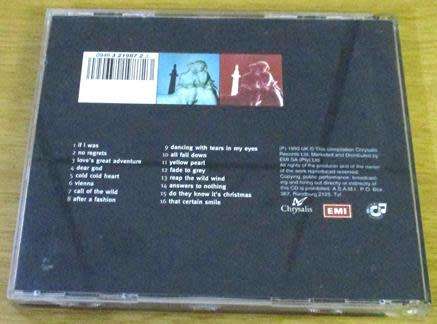 1 if i was
2 no regrets
3 love's great adventure
4 dear god
5 cold cold heart
6 vienna
7 call of the wild
8 after a fashion
9 dancing with tears in my eyes
10 all fall down
11 yellow pearl
12 fade to grey
13 reap the wild wind
14 answers to nothing
15 do they know it's christmas
16 that certain smile
(P) 1993 UK © This compilation Chrysalis
Records Ltd. Marketed and Distributed by
EMI SA (Pty) Ltd
All rights of the producer and of the owner
of the work reproduced reserved.
Copying, public performance, broadcast-
ing and hiring out directly or indirectly of
this CD is prohibited. A.D.A.M.I. P.O. Box
367, Randburg 2125. Tvl
Chrysalis
EMI